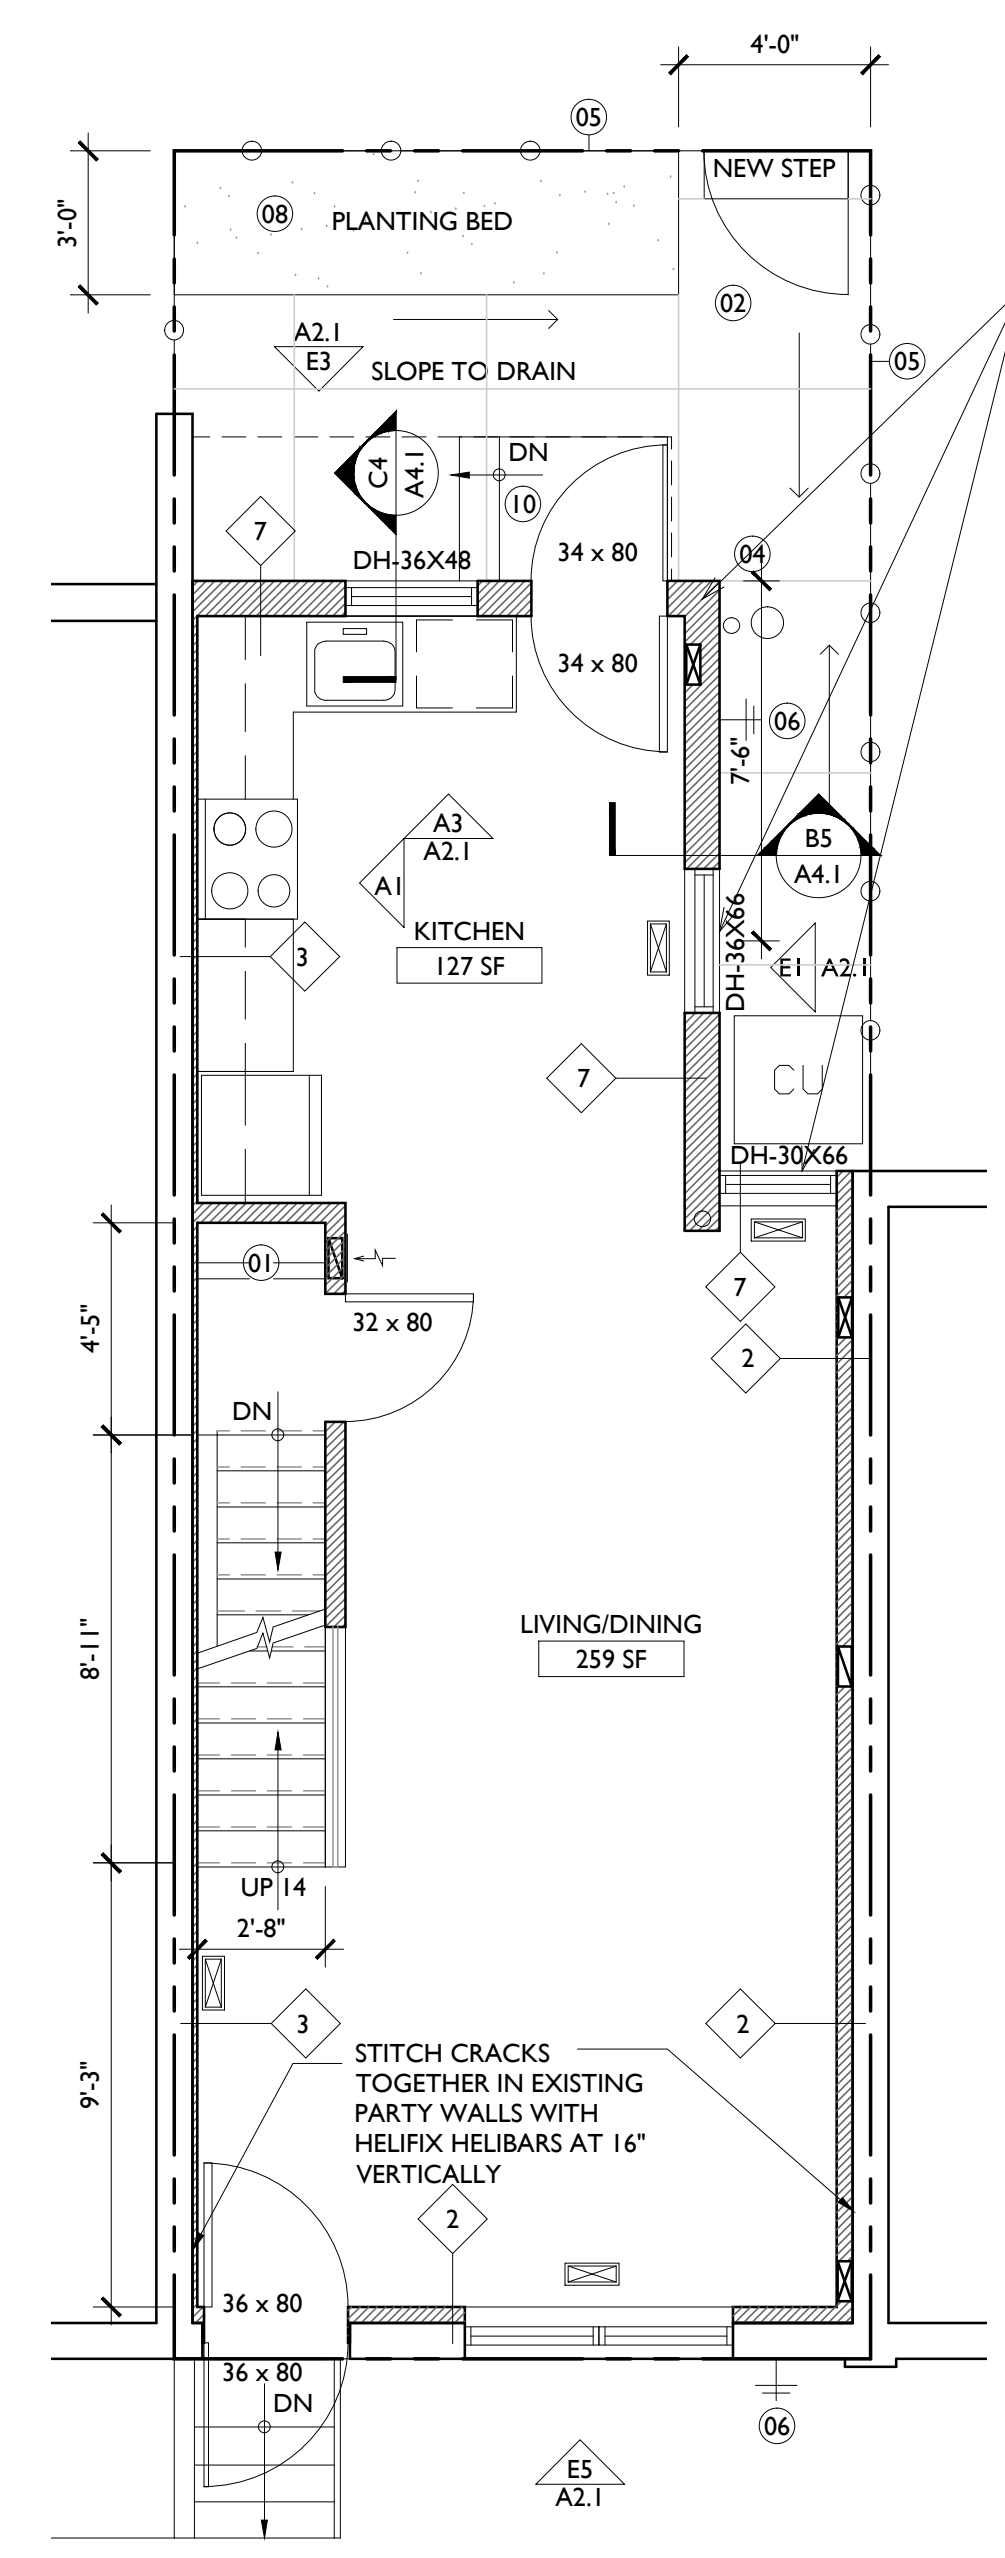 4'-0"
05
NEW STEP
3'-0"
08
PLANTING BED
02
A2.1
E3
SLOPE TO DRAIN
05
C4
A4.1
DN
10
7
DH-36X48
34 x 80
04
34 x 80
06
7'-6"
A3
A2.1
A1
B5
A4.1
KITCHEN
127 SF
3
DH-36X66
E1
A2.1
7
CU
DH-30X66
01
7
32 x 80
4'-5"
2
DN
8'-11"
LIVING/DINING
259 SF
UP 14
2'-8"
3
2
STITCH CRACKS
TOGETHER IN EXISTING
PARTY WALLS WITH
HELIFIX HELIBARS AT 16"
VERTICALLY
9'-3"
2
36 x 80
36 x 80
DN
06
E5
A2.1